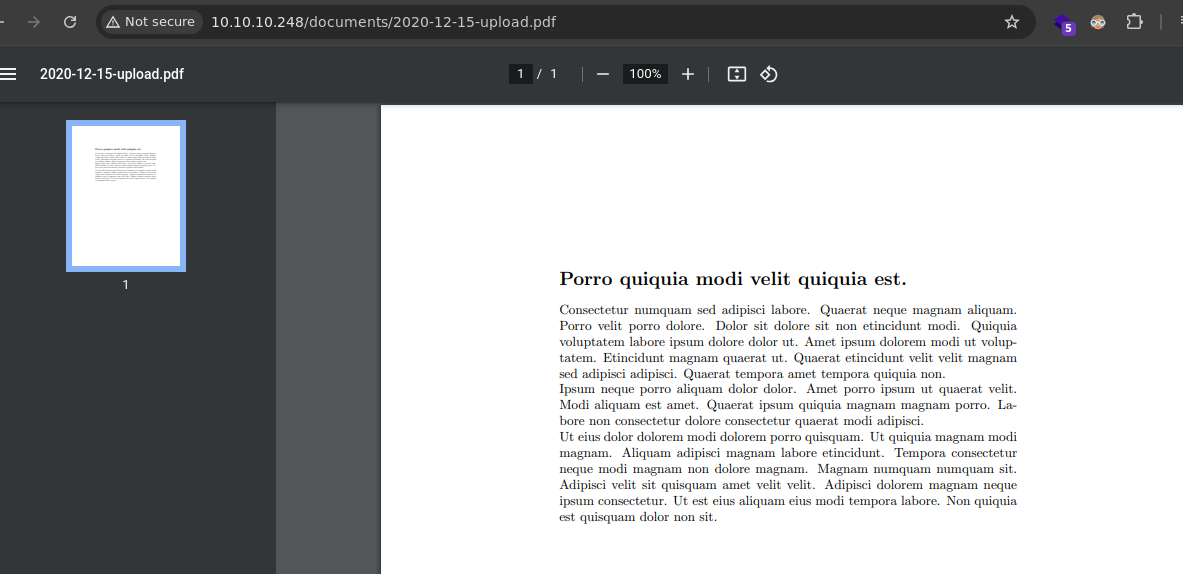 Not secure
10.10.10.248/documents/2020-12-15-upload.pdf
5
2020-12-15-upload.pdf
1 / 1
100%
1
Porro quiquia modi velit quiquia est.
Consectetur numquam sed adipisci labore. Quaerat neque magnam aliquam.
Porro velit porro dolore. Dolor sit dolore sit non etincidunt modi. Quiquia
voluptatem labore ipsum dolore dolor ut. Amet ipsum dolorem modi ut volup-
tatem. Etincidunt magnam quaerat ut. Quaerat etincidunt velit velit magnam
sed adipisci adipisci. Quaerat tempora amet tempora quiquia non.
Ipsum neque porro aliquam dolor dolor. Amet porro ipsum ut quaerat velit.
Modi aliquam est amet. Quaerat ipsum quiquia magnam magnam porro. La-
bore non consectetur dolore consectetur quaerat modi adipisci.
Ut eius dolor dolorem modi dolorem porro quisquam. Ut quiquia magnam modi
magnam. Aliquam adipisci magnam labore etincidunt. Tempora consectetur
neque modi magnam non dolore magnam. Magnam numquam numquam sit.
Adipisci velit sit quisquam amet velit velit. Adipisci dolorem magnam neque
ipsum consectetur. Ut est eius aliquam eius modi tempora labore. Non quiquia
est quisquam dolor non sit.